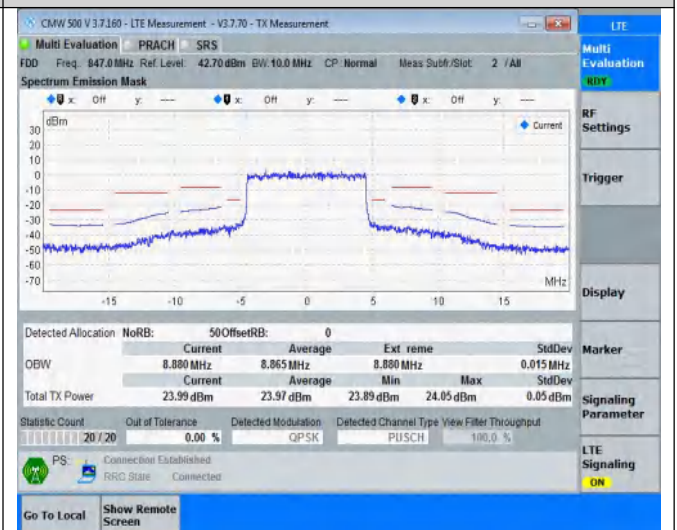 CMW 500 V 3.7.160 - LTE Measurement - V3.7.70 - TX Measurement
LTE
Multi Evaluation PRACH SRS
Multi Evaluation
RDY
FDD Freq. 847.0 MHz Ref. Level: 42.70 dBm BW: 10.0 MHz CP: Normal Meas Subfr./Slot: 2 / All
Spectrum Emission Mask
x: Off y: --- x: Off y: --- x: Off y: ---
dBm
Current
30
20
10
0
-10
-20
-30
-40
-50
-60
-70
MHz
-15 -10 -5 0 5 10 15
RF Settings
Trigger
Display
Marker
Signaling Parameter
LTE Signaling
ON
Detected Allocation NoRB: 50 OffsetRB: 0
Current Average Ext reme StdDev
OBW 8.880 MHz 8.865 MHz 8.880 MHz 0.015 MHz
Current Average Min Max StdDev
Total TX Power 23.99 dBm 23.97 dBm 23.89 dBm 24.05 dBm 0.05 dBm
Statistic Count Out of Tolerance Detected Modulation Detected Channel Type View Filter Throughput
20 / 20 0.00 % QPSK PUSCH 100.0 %
PS: Connection Established
RRC State Connected
Go To Local Show Remote Screen